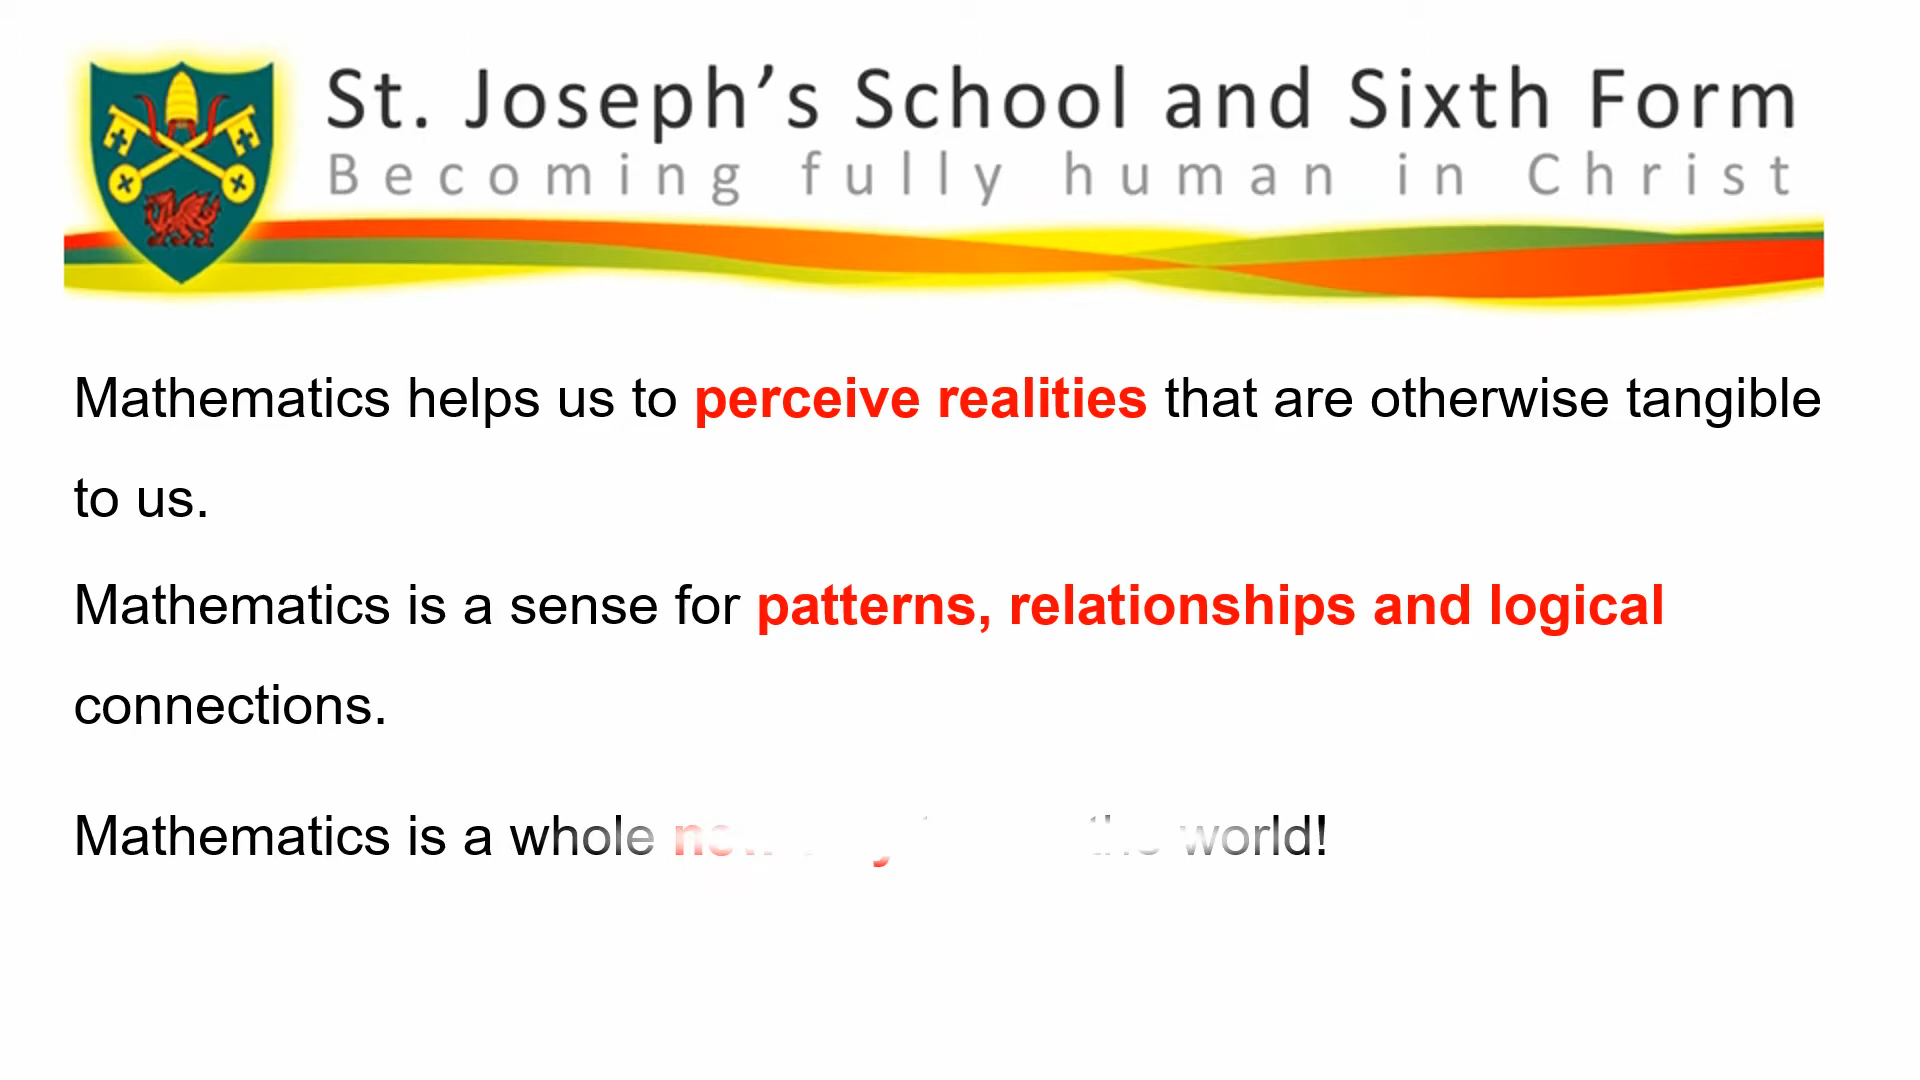 St. Joseph's School and Sixth Form
Becoming fully human in Christ
Mathematics helps us to perceive realities that are otherwise tangible
to us.
Mathematics is a sense for patterns, relationships and logical
connections.
Mathematics is a whole the world!